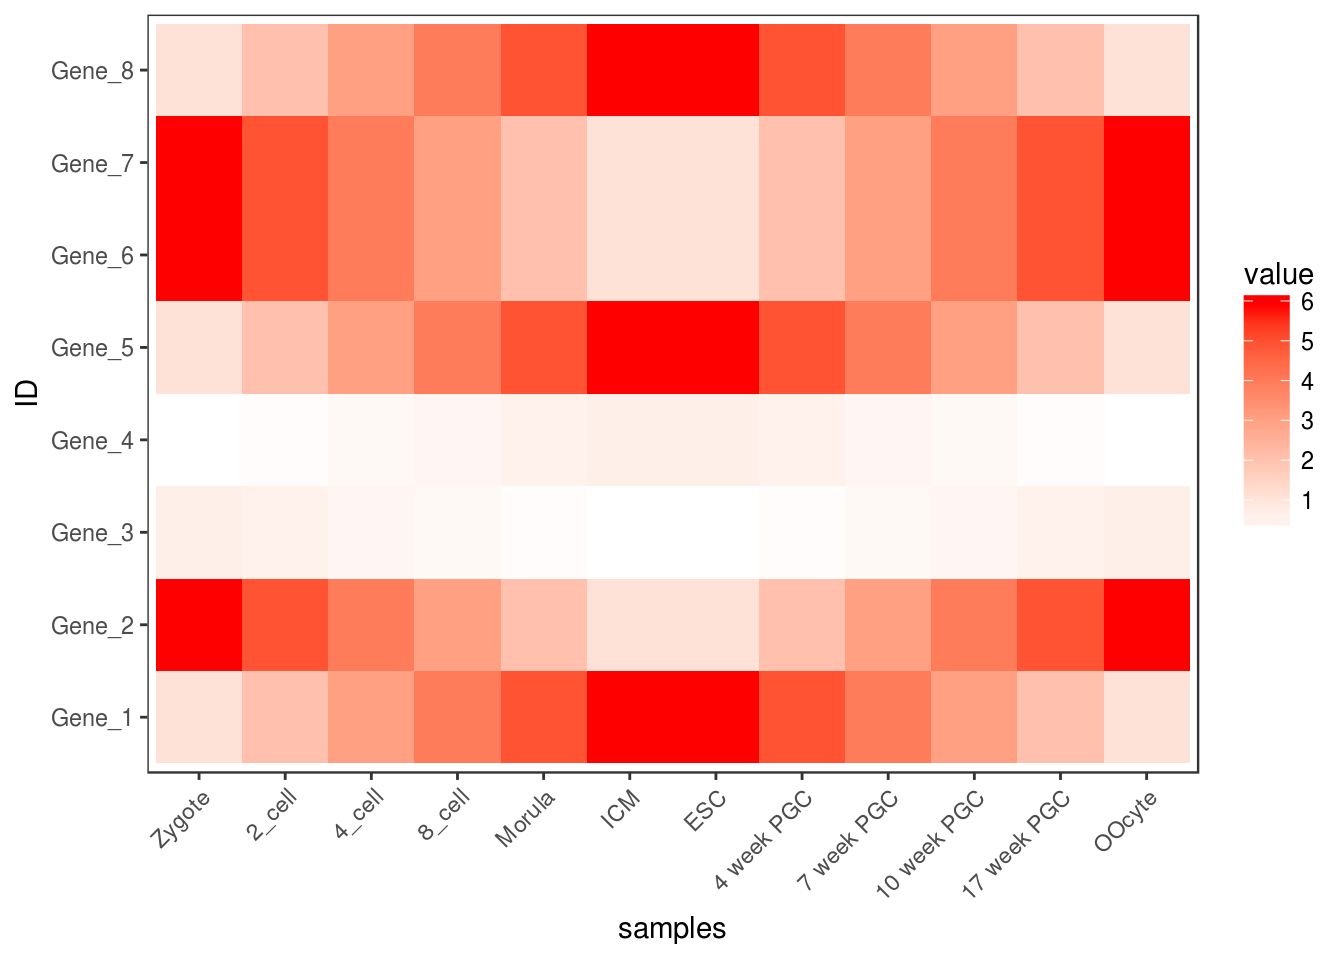 Gene_8
Gene_7
Gene_6
Gene_5
Gene_4
Gene_3
Gene_2
Gene_1
ID
Zygote
2_cell
4_cell
8_cell
Morula
ICM
ESC
4 week PGC
7 week PGC
10 week PGC
17 week PGC
OOcyte
samples
value
6
5
4
3
2
1